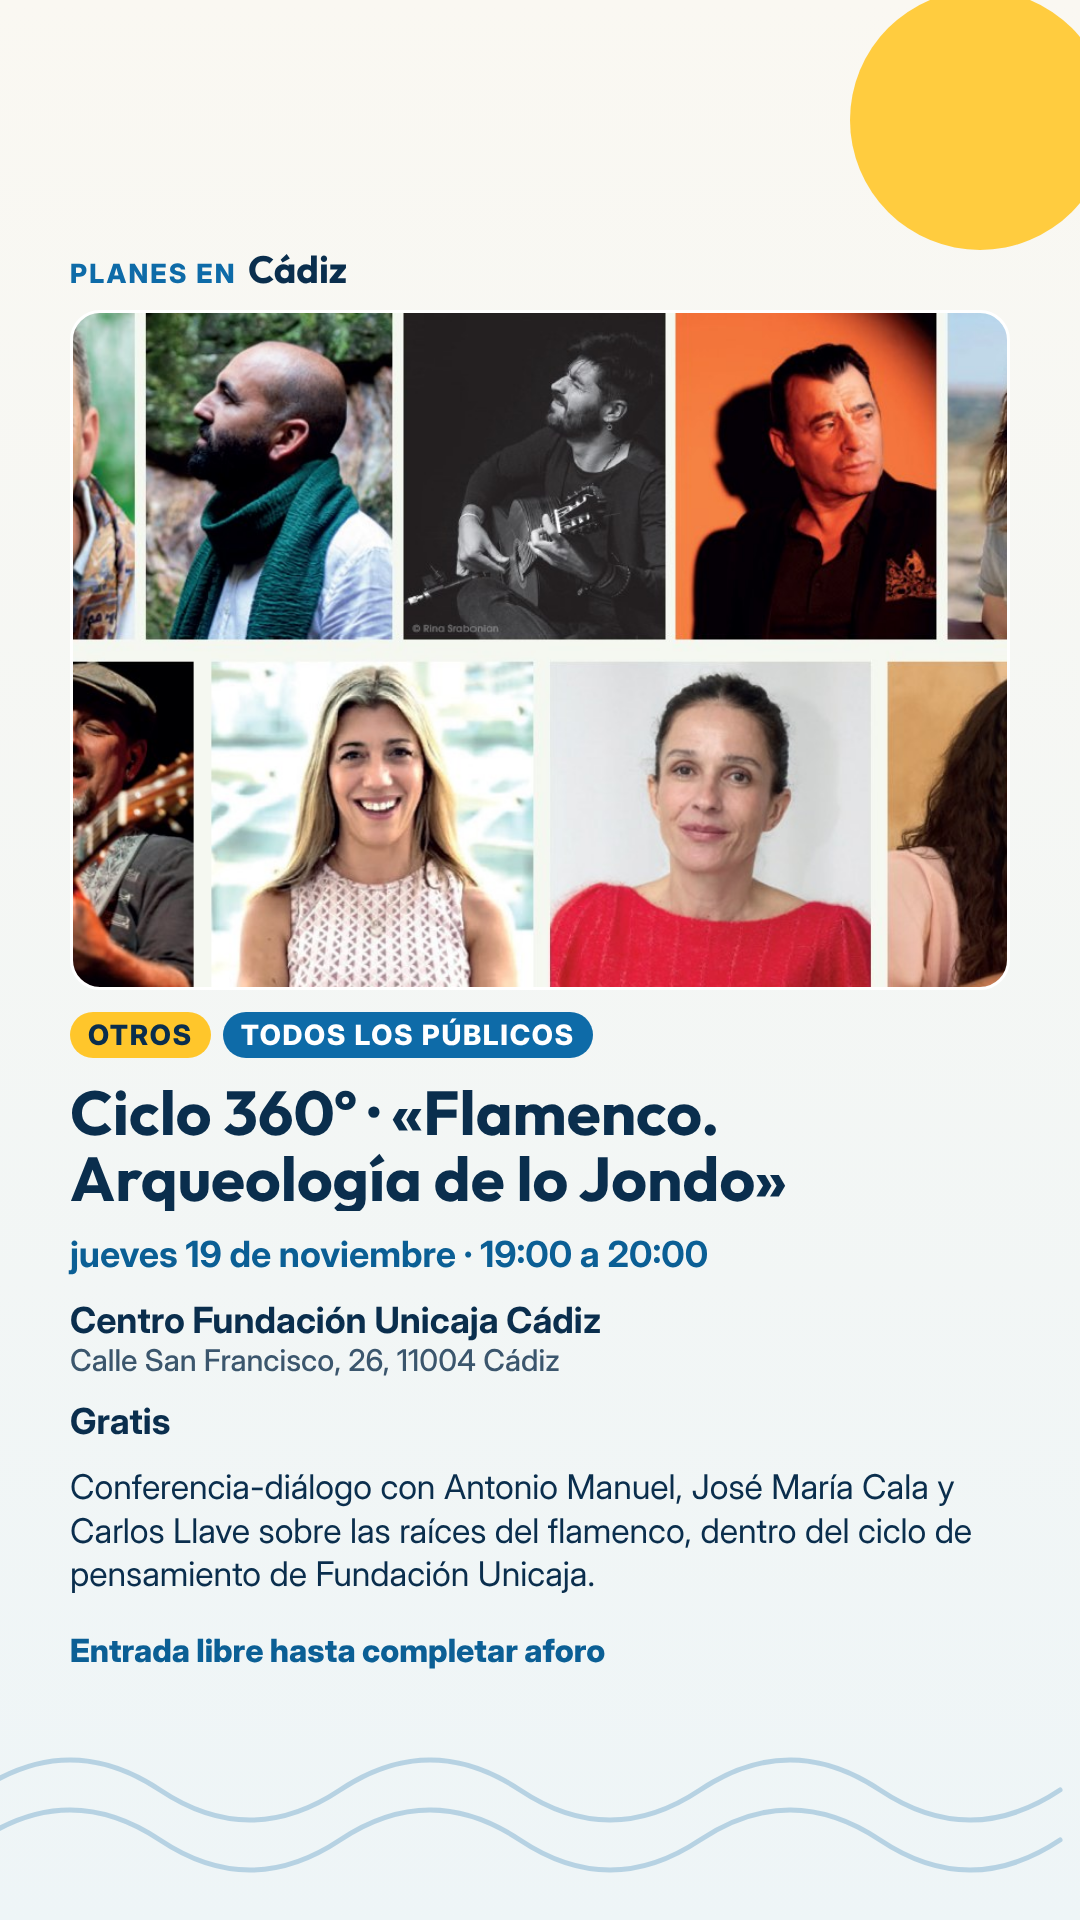 PLANES EN Cádiz
© Rina Srabonian
OTROS
TODOS LOS PÚBLICOS
Ciclo 360° · «Flamenco.
Arqueología de lo Jondo»
jueves 19 de noviembre · 19:00 a 20:00
Centro Fundación Unicaja Cádiz
Calle San Francisco, 26, 11004 Cádiz
Gratis
Conferencia-diálogo con Antonio Manuel, José María Cala y
Carlos Llave sobre las raíces del flamenco, dentro del ciclo de
pensamiento de Fundación Unicaja.
Entrada libre hasta completar aforo